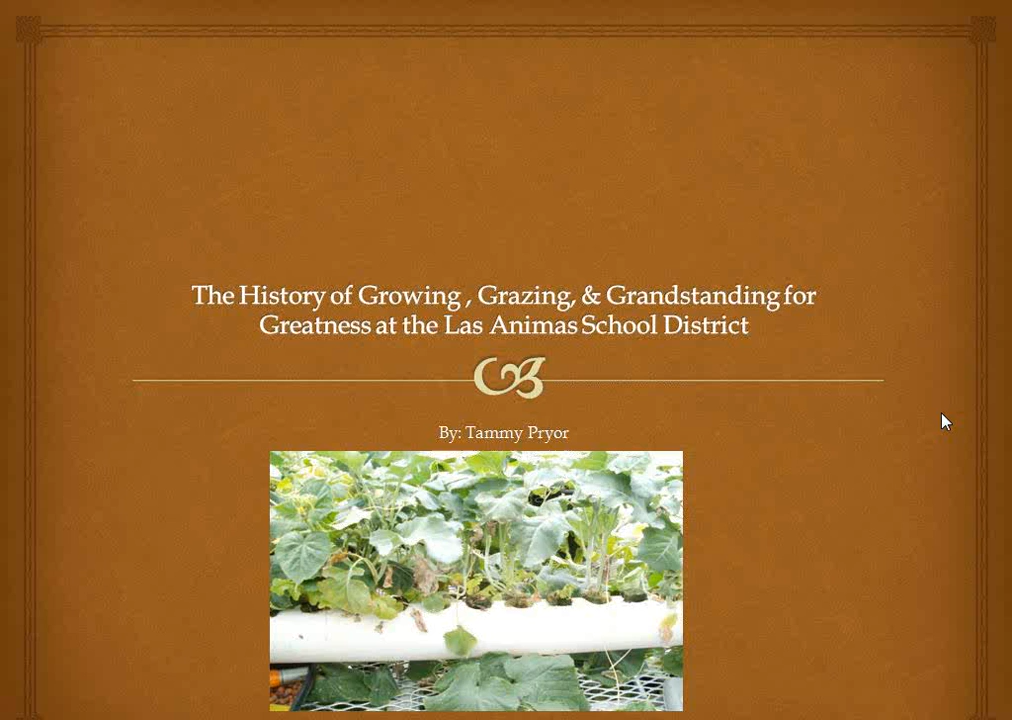 The History of Growing , Grazing, & Grandstanding for
Greatness at the Las Animas School District
By: Tammy Pryor